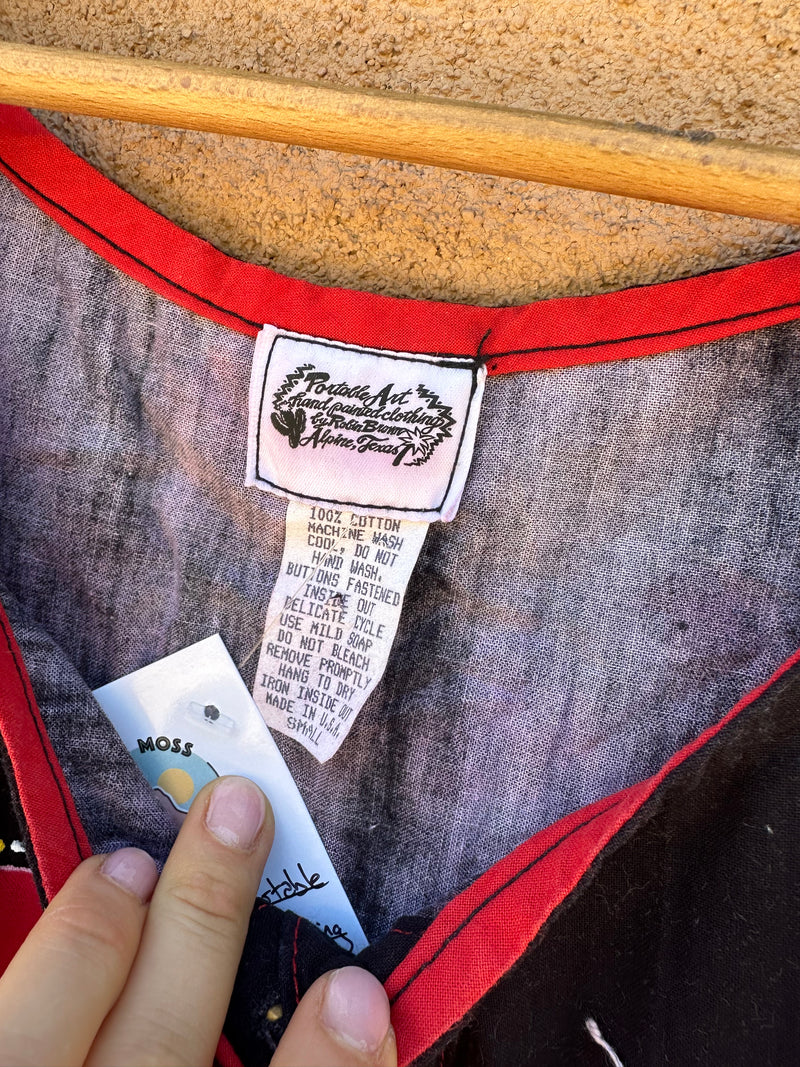 Portable Art
hand painted clothing
by Robin Brown
Alpine, Texas
100% COTTON
MACHINE WASH
COOL, DO NOT
HAND WASH.
BUTTONS FASTENED
INSIDE OUT
DELICATE CYCLE
USE MILD SOAP
DO NOT BLEACH
REMOVE PROMPTLY
HANG TO DRY
IRON INSIDE OUT
MADE IN U.S.A.
SMALL
MOSS